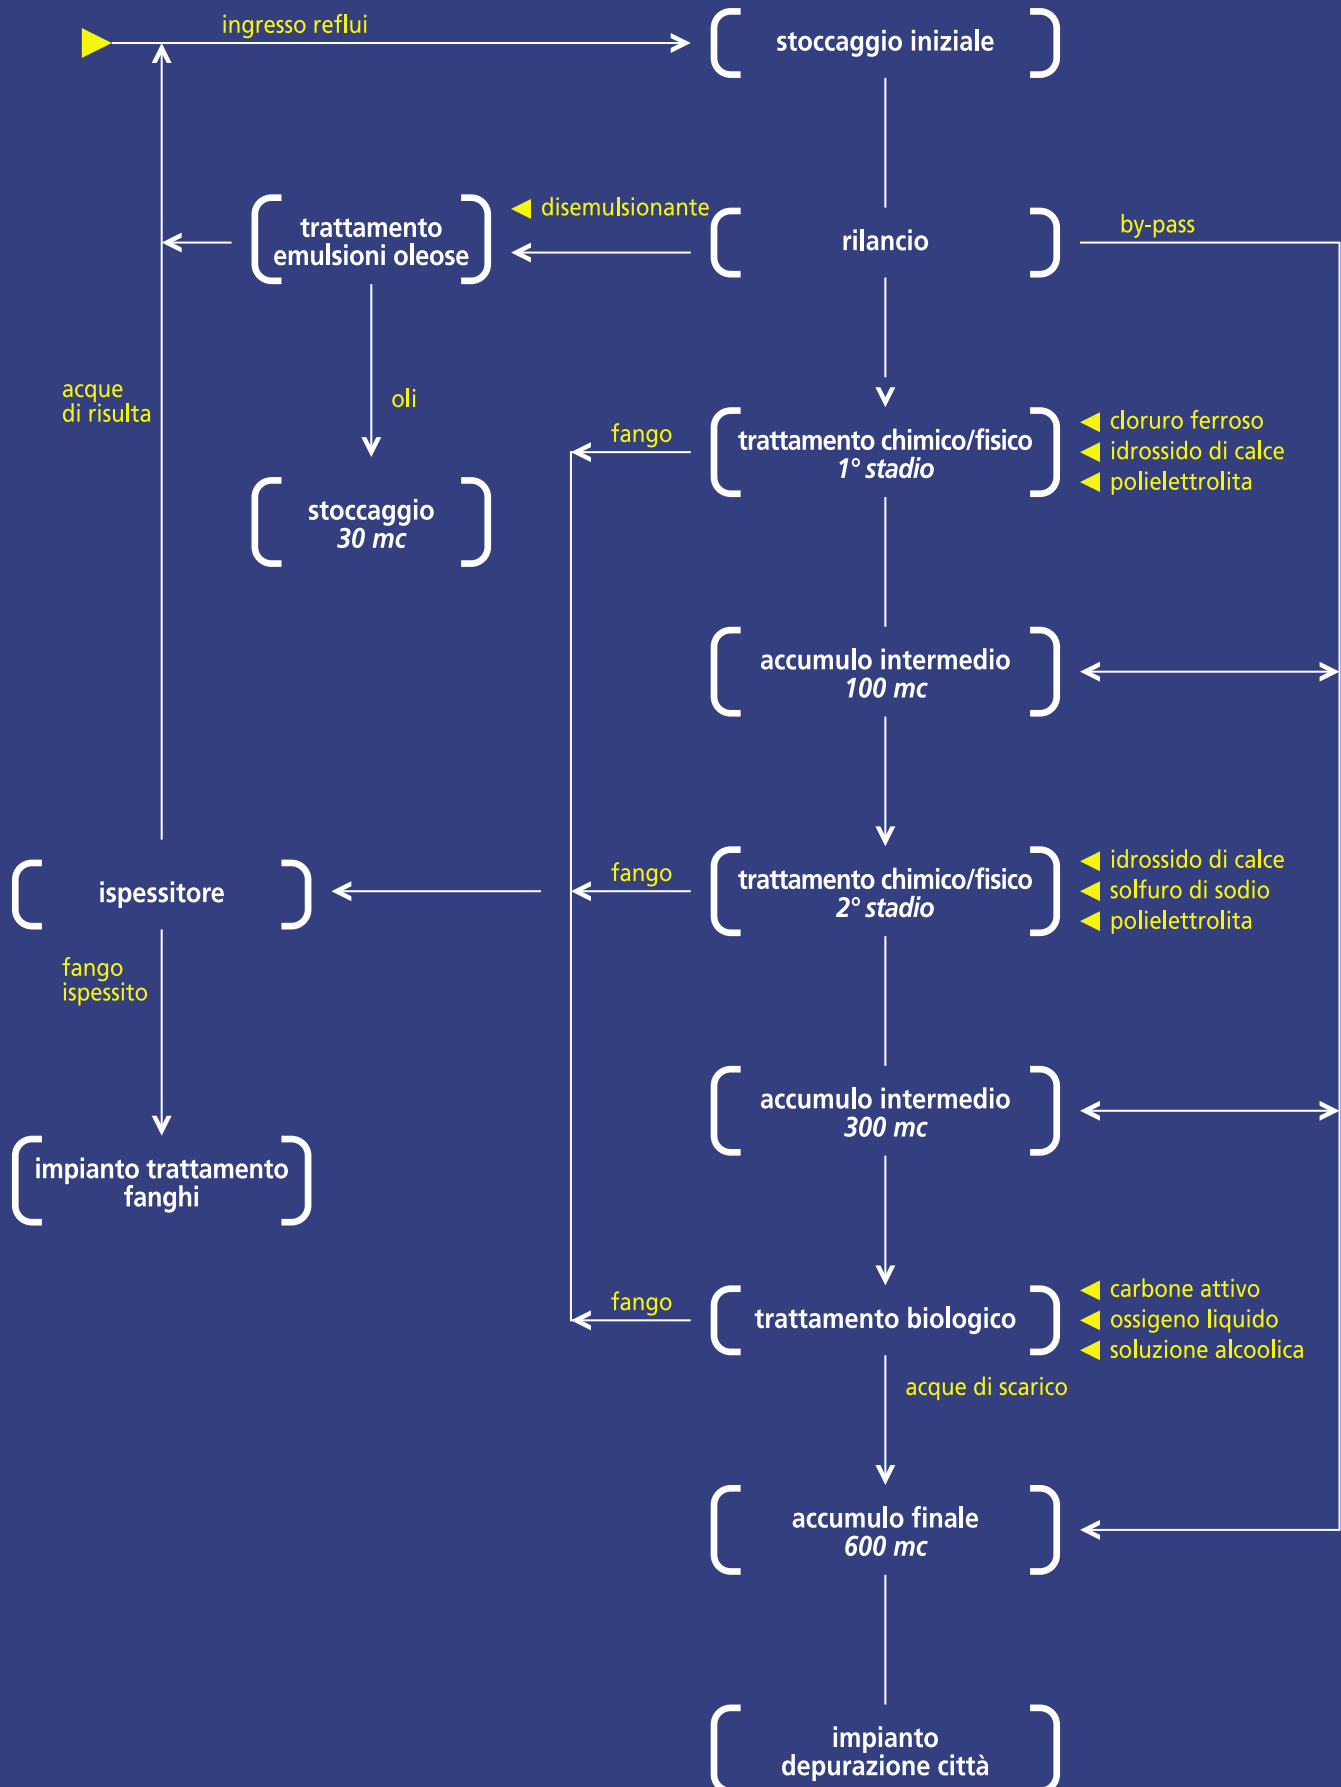 ingresso reflui
stoccaggio iniziale
disemulsionante
trattamento
emulsioni oleose
rilancio
by-pass
acque
di risulta
oli
fango
trattamento chimico/fisico
1° stadio
cloruro ferroso
idrossido di calce
polielettrolita
stoccaggio
30 mc
accumulo intermedio
100 mc
ispessitore
fango
trattamento chimico/fisico
2° stadio
idrossido di calce
solfuro di sodio
polielettrolita
fango
ispessito
accumulo intermedio
300 mc
impianto trattamento
fanghi
fango
trattamento biologico
carbone attivo
ossigeno liquido
soluzione alcoolica
acque di scarico
accumulo finale
600 mc
impianto
depurazione città